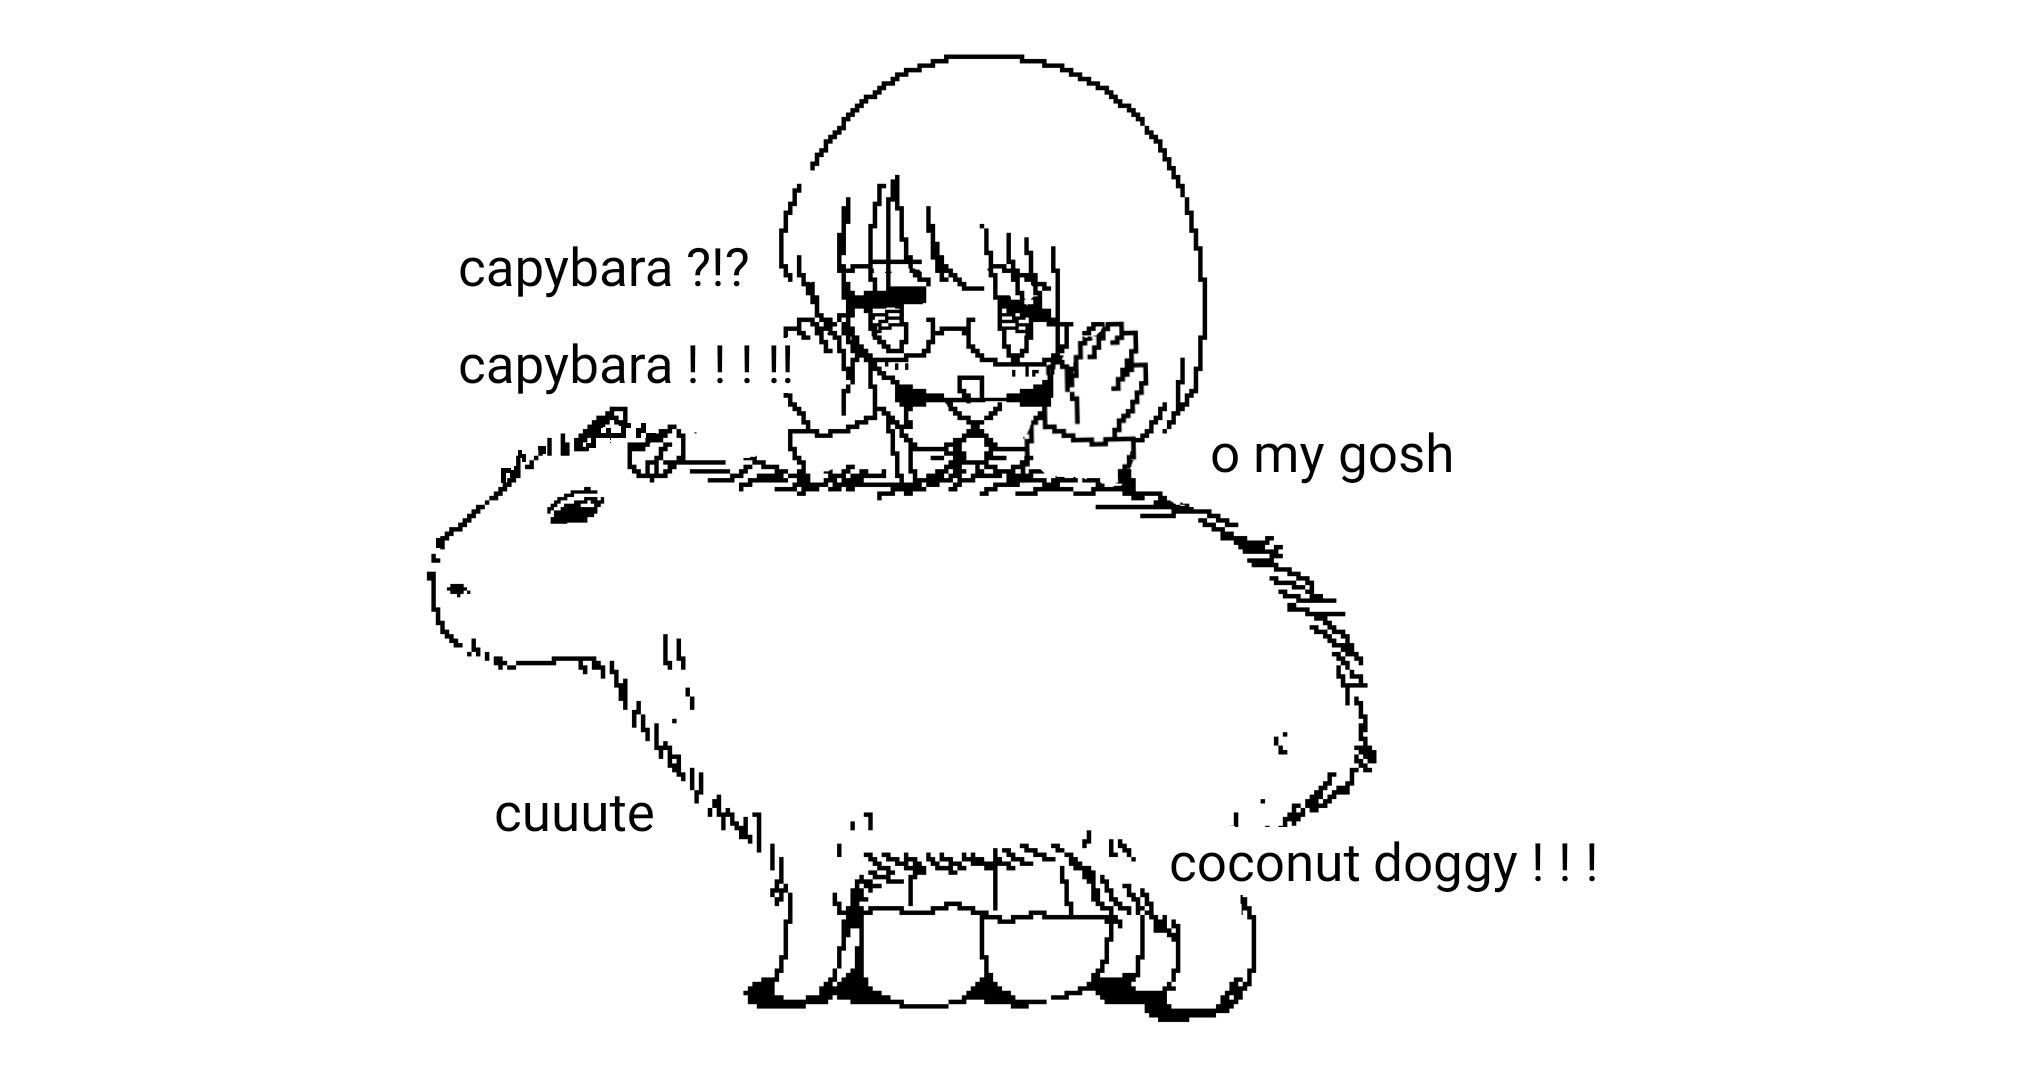 capybara ?!?
capybara ! ! ! !!
o my gosh
cuuute
coconut doggy ! ! !